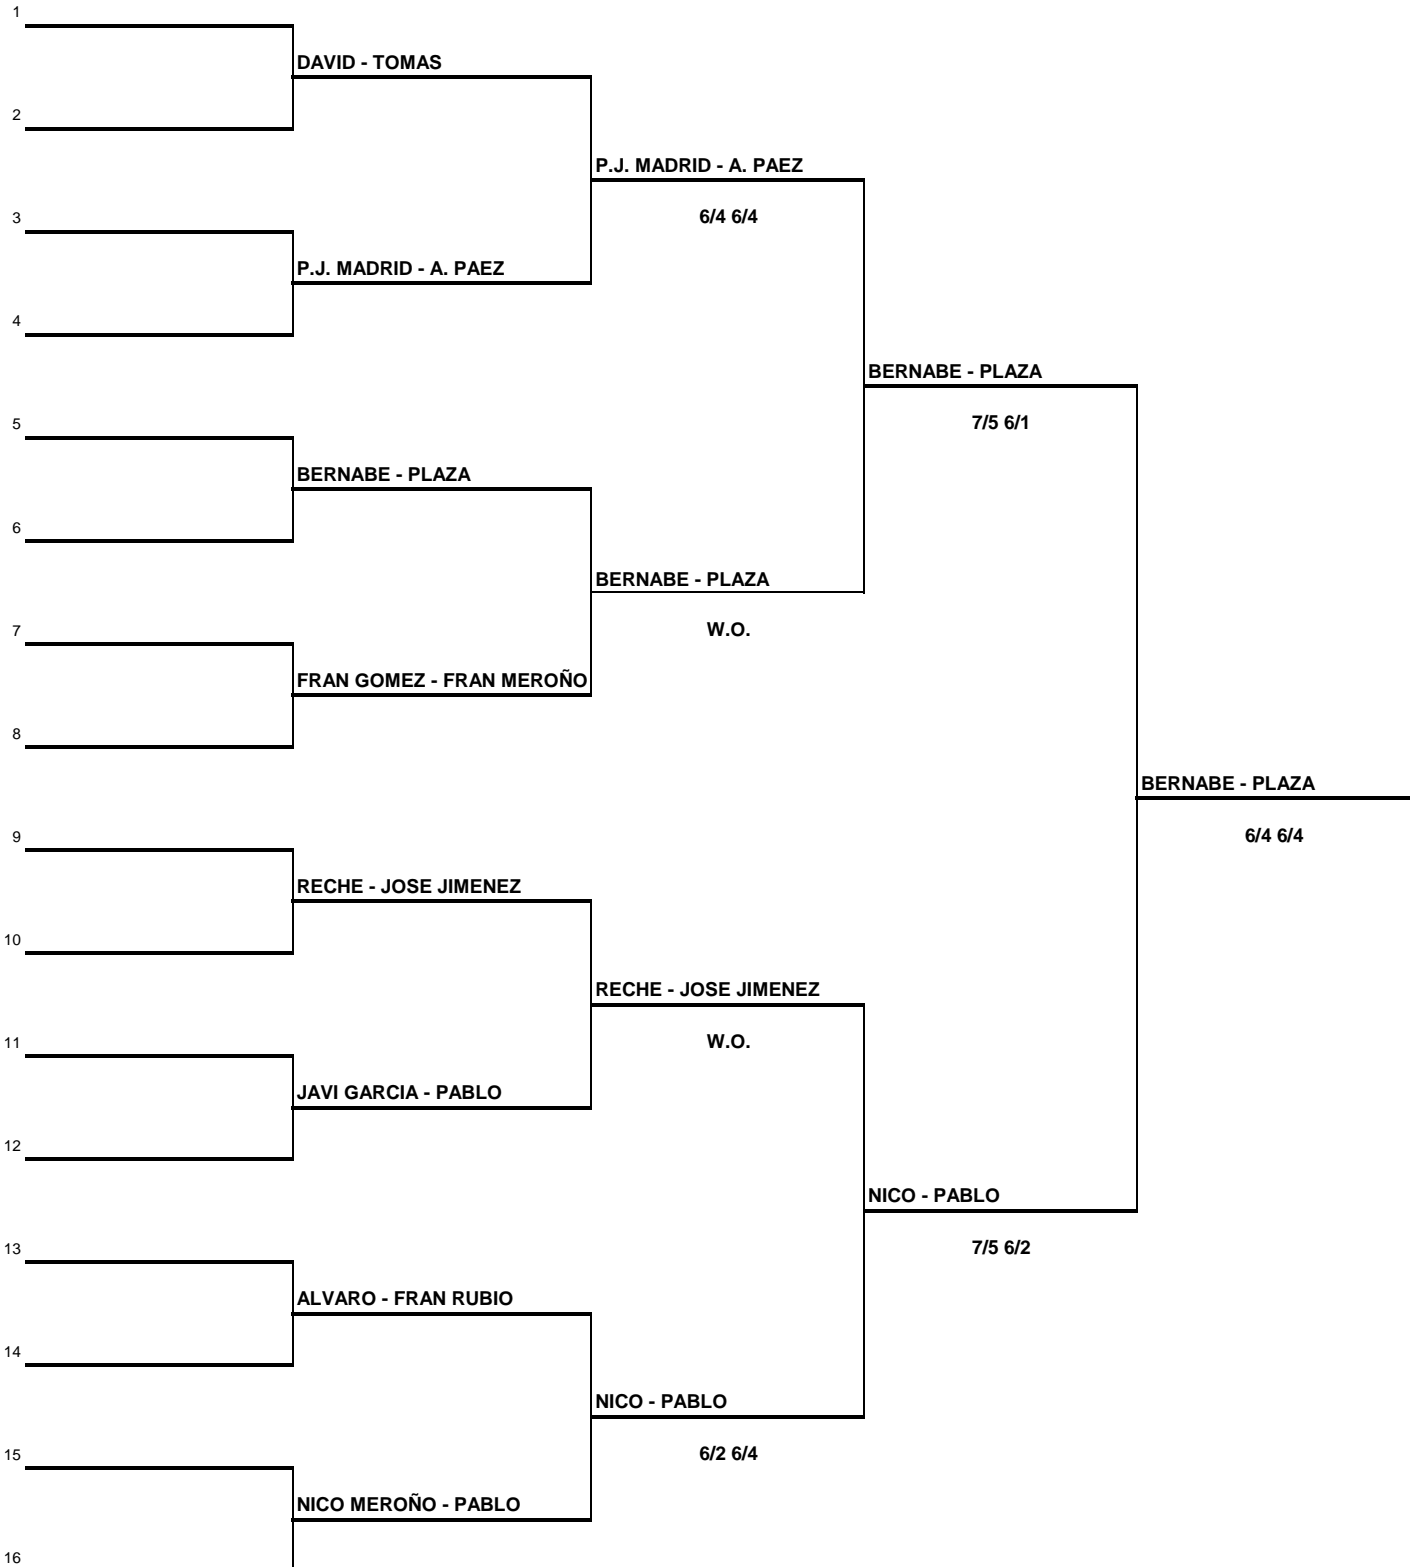 1
DAVID - TOMAS
2
P.J. MADRID - A. PAEZ
3
6/4 6/4
P.J. MADRID - A. PAEZ
4
BERNABE - PLAZA
5
7/5 6/1
BERNABE - PLAZA
6
BERNABE - PLAZA
7
W.O.
FRAN GOMEZ - FRAN MEROÑO
8
BERNABE - PLAZA
9
6/4 6/4
RECHE - JOSE JIMENEZ
10
RECHE - JOSE JIMENEZ
11
W.O.
JAVI GARCIA - PABLO
12
NICO - PABLO
13
7/5 6/2
ALVARO - FRAN RUBIO
14
NICO - PABLO
15
6/2 6/4
NICO MEROÑO - PABLO
16